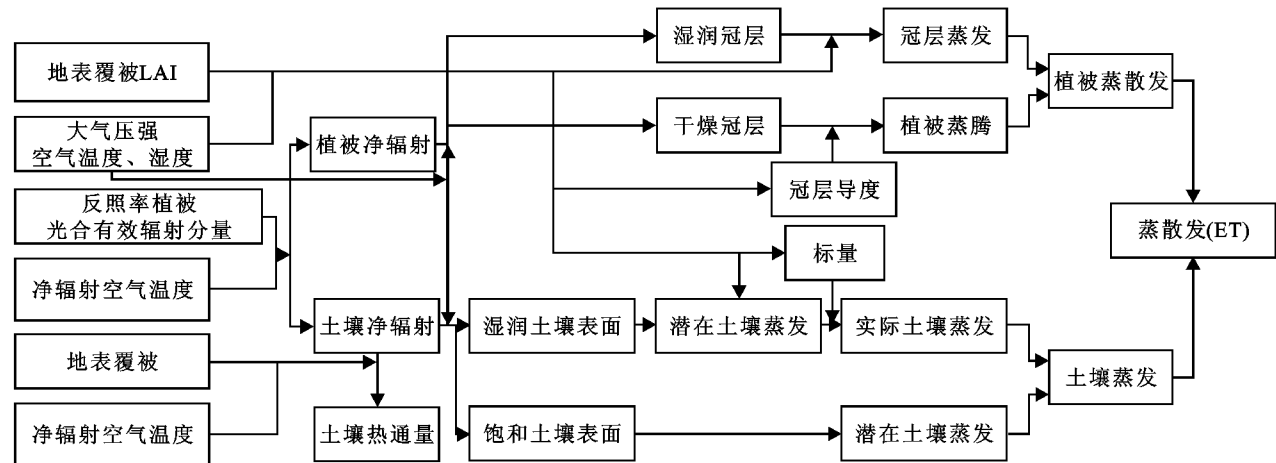 地表覆被LAI
大气压强
空气温度、湿度
反照率植被
光合有效辐射分量
净辐射空气温度
地表覆被
净辐射空气温度
植被净辐射
土壤净辐射
土壤热通量
湿润冠层
干燥冠层
冠层导度
标量
湿润土壤表面
潜在土壤蒸发
饱和土壤表面
冠层蒸发
植被蒸腾
实际土壤蒸发
潜在土壤蒸发
植被蒸散发
土壤蒸发
蒸散发(ET)